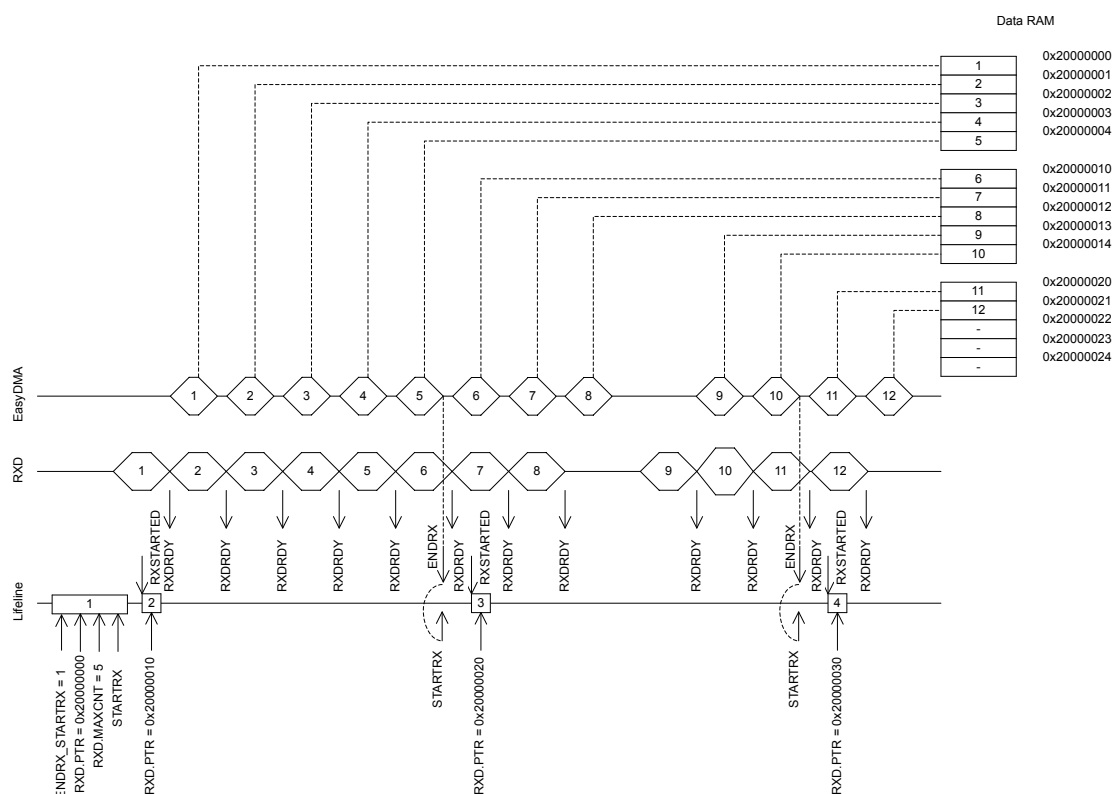 Data RAM
0x20000000
1
0x20000001
2
0x20000002
3
0x20000003
4
0x20000004
5
0x20000010
6
0x20000011
7
0x20000012
8
0x20000013
9
0x20000014
10
0x20000020
11
0x20000021
12
0x20000022
-
0x20000023
-
0x20000024
-
EasyDMA
1 2 3 4 5 6 7 8 9 10 11 12
RXD
1 2 3 4 5 6 7 8 9 10 11 12
RXSTARTED
RXDRDY
RXDRDY
RXDRDY
RXDRDY
RXDRDY
ENDRX
RXDRDY
RXSTARTED
RXDRDY
RXDRDY
RXDRDY
RXDRDY
ENDRX
RXDRDY
RXSTARTED
RXDRDY
Lifeline
1 2 3 4
ENDRX_STARTRX = 1
RXD.PTR = 0x20000000
RXD.MAXCNT = 5
STARTRX
RXD.PTR = 0x20000010
STARTRX
RXD.PTR = 0x20000020
STARTRX
RXD.PTR = 0x20000030